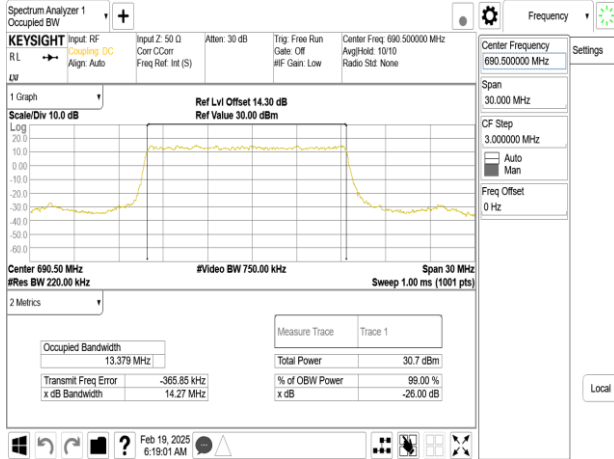 Spectrum Analyzer 1
Occupied BW
Frequency
KEYSIGHT
RL
Input: RF
Coupling: DC
Align: Auto
Input Z: 50 Ω
Corr CCorr
Freq Ref: Int (S)
Atten: 30 dB
Trig: Free Run
Gate: Off
#IF Gain: Low
Center Freq: 690.500000 MHz
Avg|Hold: 10/10
Radio Std: None
Center Frequency
690.500000 MHz
Settings
Span
30.000 MHz
CF Step
3.000000 MHz
Auto
Man
Freq Offset
0 Hz
1 Graph
Scale/Div 10.0 dB
Ref Lvl Offset 14.30 dB
Ref Value 30.00 dBm
Log
20.0
10.0
0.00
-10.0
-20.0
-30.0
-40.0
-50.0
-60.0
Center 690.50 MHz
#Res BW 220.00 kHz
#Video BW 750.00 kHz
Span 30 MHz
Sweep 1.00 ms (1001 pts)
2 Metrics
Measure Trace Trace 1
Occupied Bandwidth
13.379 MHz
Total Power 30.7 dBm
Transmit Freq Error -365.85 kHz
% of OBW Power 99.00 %
x dB Bandwidth 14.27 MHz
x dB -26.00 dB
Local
?
Feb 19, 2025
6:19:01 AM